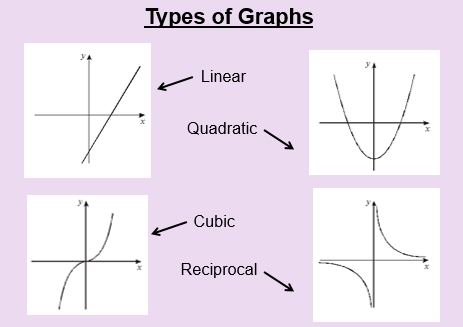 Types of Graphs
y
x
Linear
Quadratic
y
x
y
x
Cubic
Reciprocal
y
x